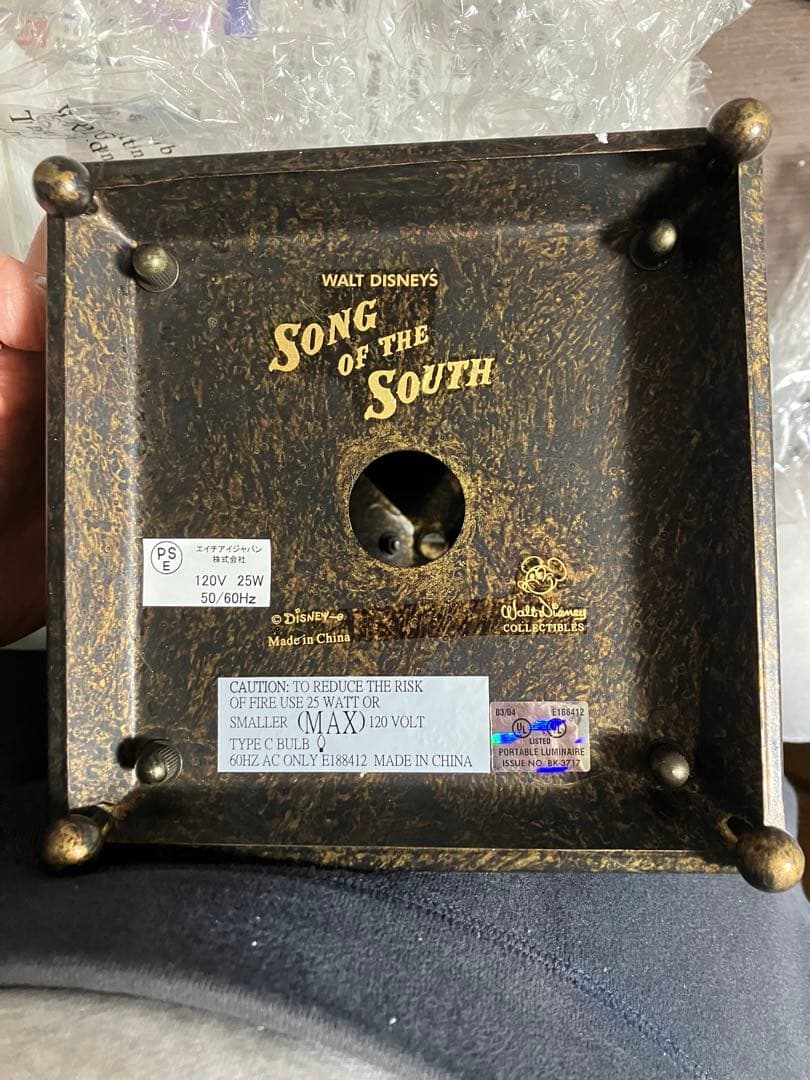 WALT DISNEY'S
SONG
OF THE
SOUTH
PS
E
エイチアイジャパン
株式会社
120V 25W
50/60Hz
© DISNEY
Made in China
Walt Disney
COLLECTIBLES
CAUTION: TO REDUCE THE RISK
OF FIRE USE 25 WATT OR
SMALLER (MAX) 120 VOLT
TYPE C BULB
60HZ AC ONLY E188412 MADE IN CHINA
03/04 E188412
UL UL
LISTED
PORTABLE LUMINAIRE
ISSUE NO. BK-3717